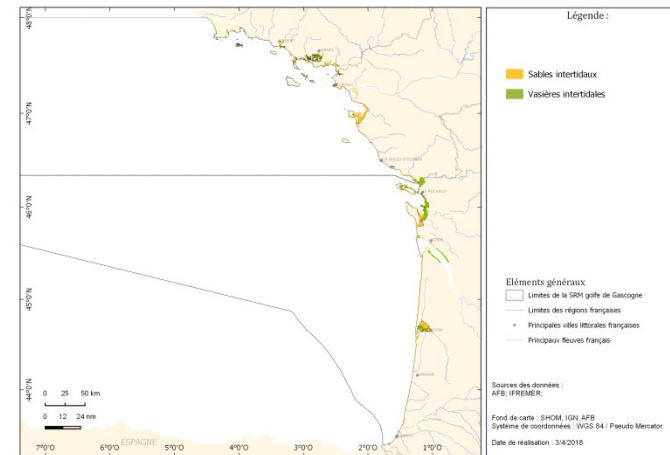 Légende :
Sables intertidaux
Vasières intertidales
Eléments généraux
Limites de la SRM golfe de Gascogne
Limites des régions françaises
Principales villes littorales françaises
Principaux fleuves français
Sources des données :
AFB; IFREMER;
Fond de carte : SHOM, IGN, AFB
Système de coordonnées : WGS 84 / Pseudo Mercator
Date de réalisation : 3/4/2018
48°0'N
47°0'N
46°0'N
45°0'N
44°0'N
0 25 50 km
0 12 24 nm
ESPAGNE
7°0'O 6°0'O 5°0'O 4°0'O 3°0'O 2°0'O 1°0'O